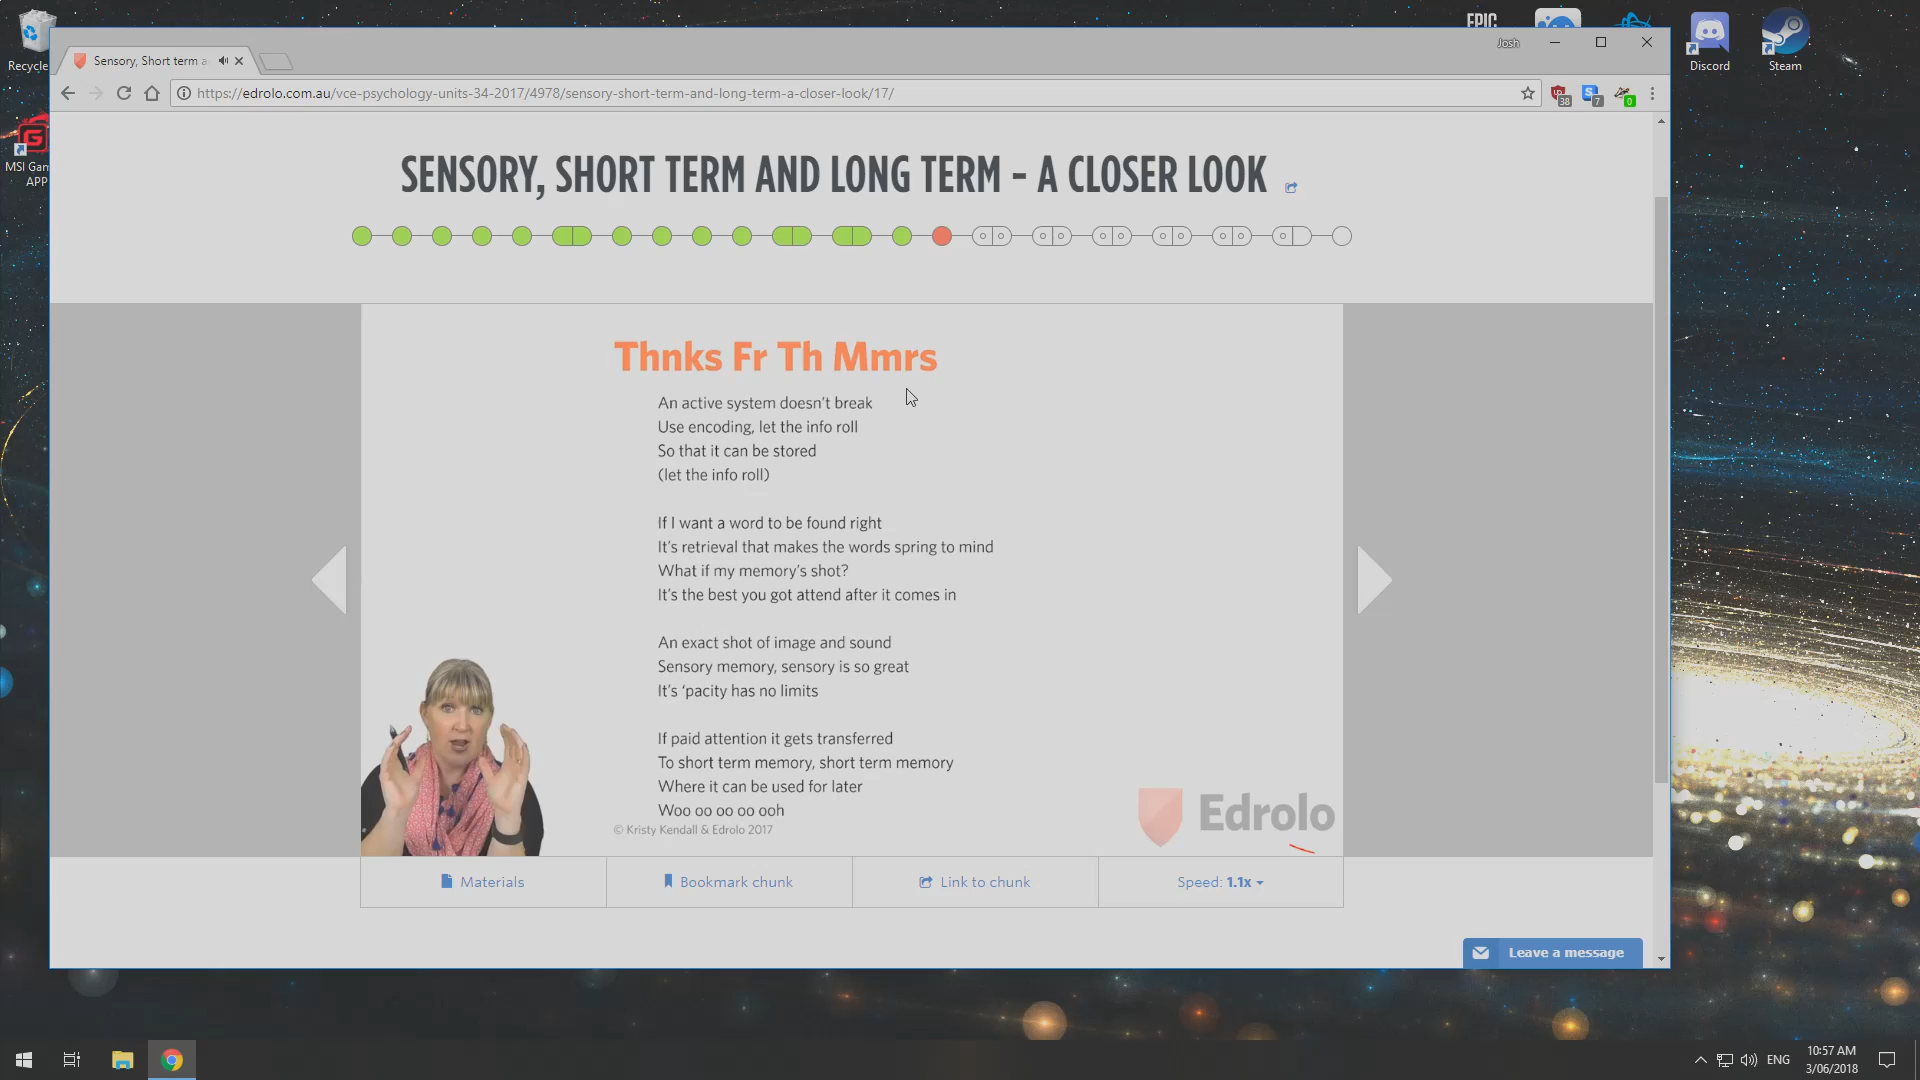 EPIC
Recycle
Discord
Steam
MSI Gam
APP
Sensory, Short term a
Josh
https://edrolo.com.au/vce-psychology-units-34-2017/4978/sensory-short-term-and-long-term-a-closer-look/17/
38
7
0
SENSORY, SHORT TERM AND LONG TERM - A CLOSER LOOK
Thnks Fr Th Mmrs
An active system doesn't break
Use encoding, let the info roll
So that it can be stored
(let the info roll)
If I want a word to be found right
It's retrieval that makes the words spring to mind
What if my memory's shot?
It's the best you got attend after it comes in
An exact shot of image and sound
Sensory memory, sensory is so great
It's 'pacity has no limits
If paid attention it gets transferred
To short term memory, short term memory
Where it can be used for later
Woo oo oo oo ooh
© Kristy Kendall & Edrolo 2017
Edrolo
Materials
Bookmark chunk
Link to chunk
Speed: 1.1x
Leave a message
ENG
10:57 AM
3/06/2018